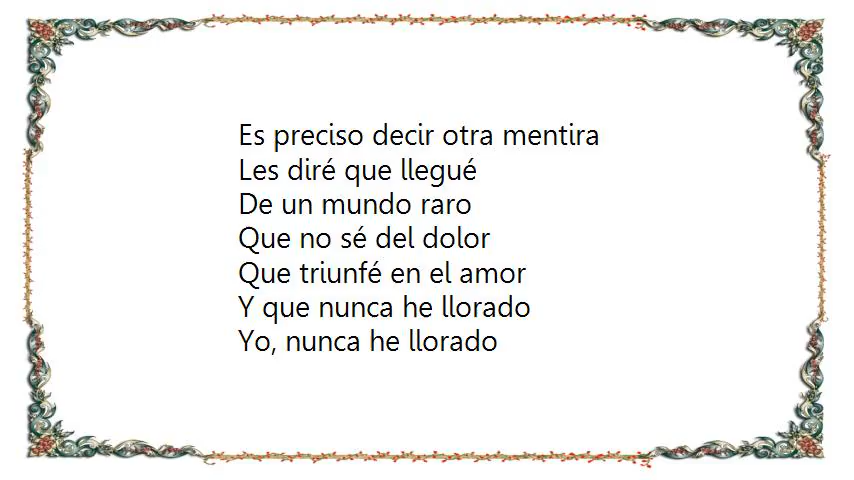 Es preciso decir otra mentira
Les diré que llegué
De un mundo raro
Que no sé del dolor
Que triunfé en el amor
Y que nunca he llorado
Yo, nunca he llorado